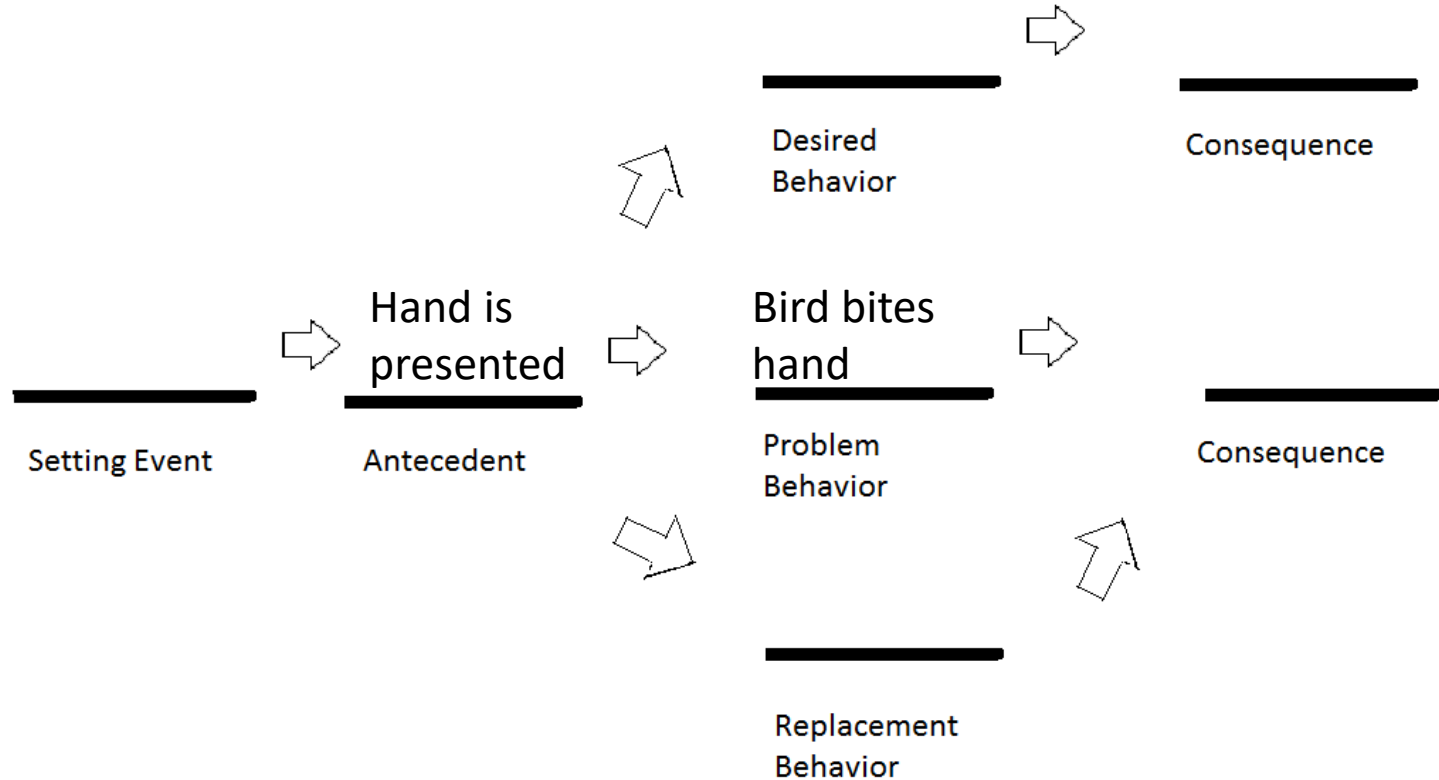 Desired
Behavior
Consequence
Hand is
presented
Bird bites
hand
Setting Event
Antecedent
Problem
Behavior
Consequence
Replacement
Behavior